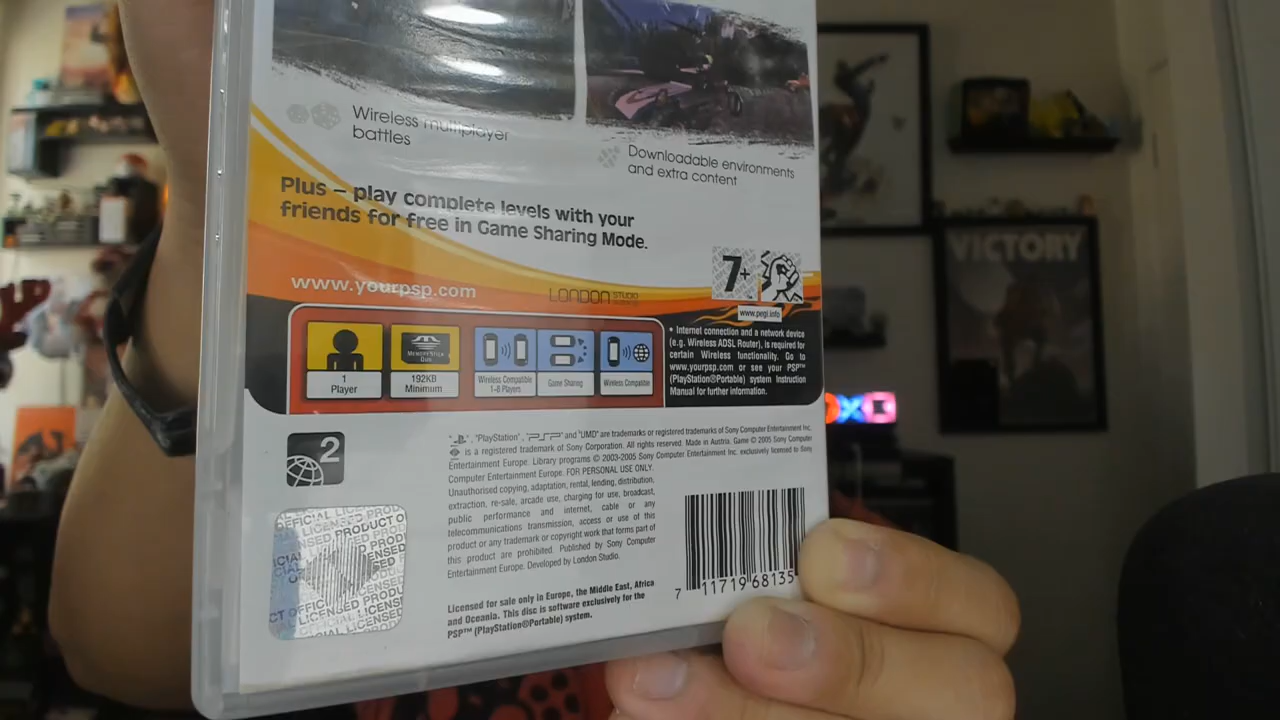 Wireless multiplayer
battles
Downloadable environments
and extra content
Plus – play complete levels with your
friends for free in Game Sharing Mode.
7+
www.yourpsp.com
LONDON STUDIO
www.pegi.info
1
Player
MEMORY STICK
DUO
192KB
Minimum
Wireless Compatible
1-8 Players
Game Sharing
Wireless Compatible
• Internet connection and a network device
(e.g. Wireless ADSL Router), is required for
certain Wireless functionality. Go to
www.yourpsp.com or see your PSP™
(PlayStation®Portable) system Instruction
Manual for further information.
2
"", "PlayStation", "PSP" and "UMD" are trademarks or registered trademarks of Sony Computer Entertainment Inc.
is a registered trademark of Sony Corporation. All rights reserved. Made in Austria. Game © 2005 Sony Computer
Entertainment Europe. Library programs © 2003-2005 Sony Computer Entertainment Inc. exclusively licensed to Sony
Computer Entertainment Europe. FOR PERSONAL USE ONLY.
Unauthorised copying, adaptation, rental, lending, distribution,
extraction, re-sale, arcade use, charging for use, broadcast,
public performance and internet, cable or any
telecommunications transmission, access or use of this
product or any trademark or copyright work that forms part of
this product are prohibited. Published by Sony Computer
Entertainment Europe. Developed by London Studio.
Licensed for sale only in Europe, the Middle East, Africa
and Oceania. This disc is software exclusively for the
PSP™ (PlayStation®Portable) system.
OFFICIAL LICENSED PRODUCT
7 11719 68135
VICTORY